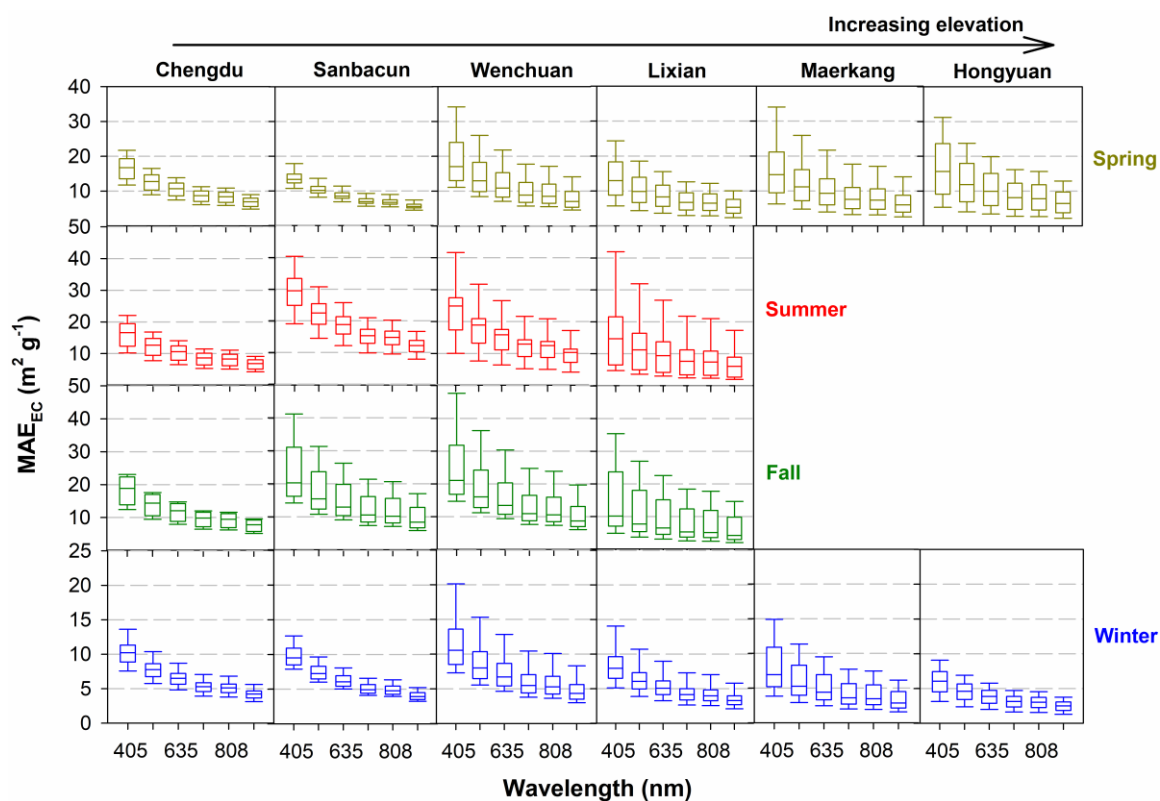 Increasing elevation
Chengdu Sanbacun Wenchuan Lixian Maerkang Hongyuan
40
30
20
10
Spring
50
40
30
20
10
Summer
50
40
30
20
10
Fall
25
20
15
10
5
0
Winter
MAE_EC (m² g⁻¹)
405 635 808 405 635 808 405 635 808 405 635 808 405 635 808 405 635 808
Wavelength (nm)